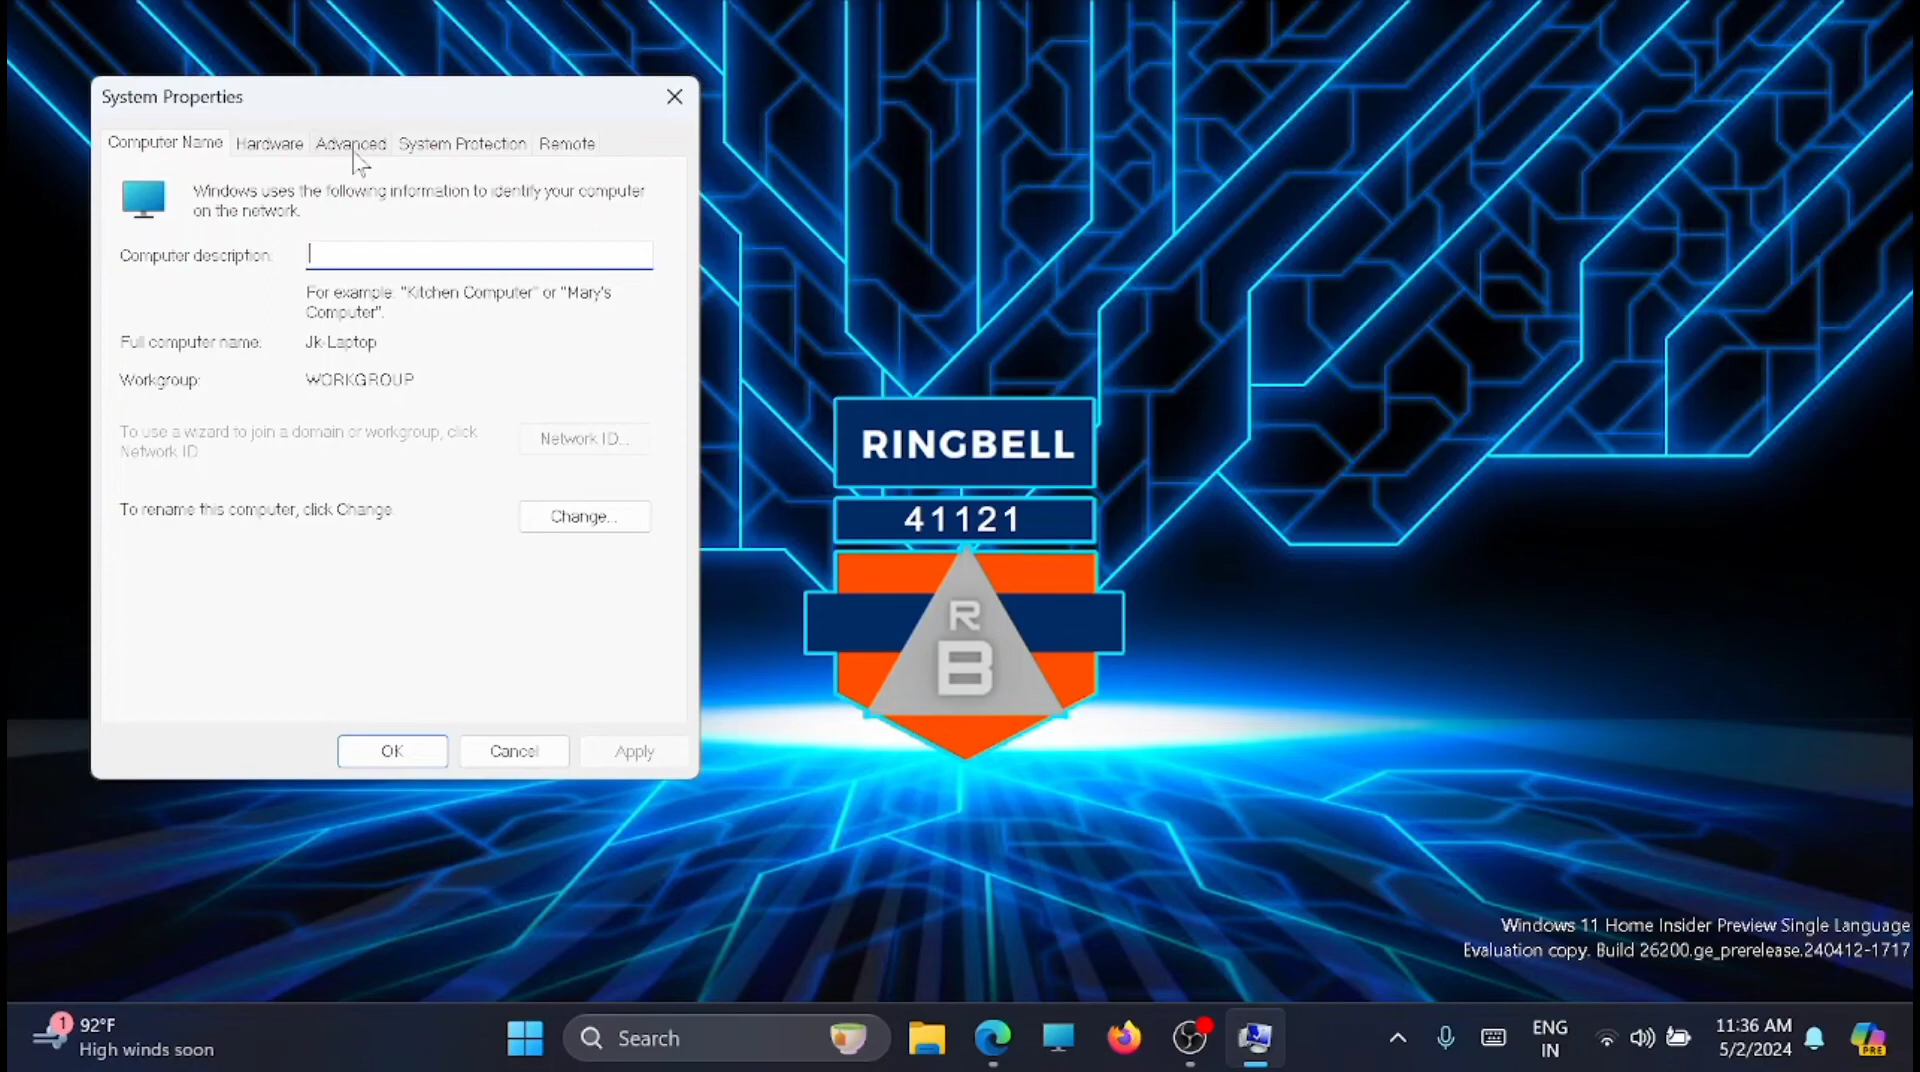 System Properties
Computer Name Hardware Advanced System Protection Remote
Windows uses the following information to identify your computer
on the network.
Computer description:
For example: "Kitchen Computer" or "Mary's
Computer".
Full computer name: Jk-Laptop
Workgroup: WORKGROUP
To use a wizard to join a domain or workgroup, click
Network ID.
Network ID...
To rename this computer, click Change.
Change...
OK Cancel Apply
RINGBELL
41121
R
B
Windows 11 Home Insider Preview Single Language
Evaluation copy. Build 26200.ge_prerelease.240412-1717
1
92°F
High winds soon
Search
ENG
IN
11:36 AM
5/2/2024
PRE